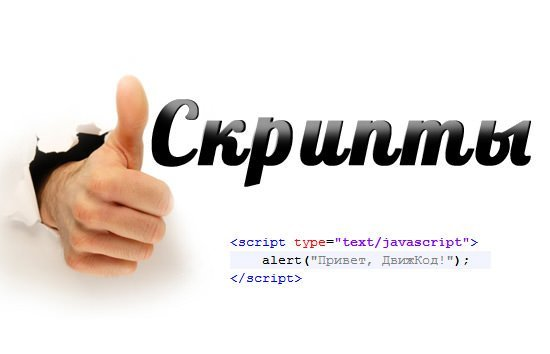 Скрипты
<script type="text/javascript">
alert("Привет, ДвижКод!");
</script>